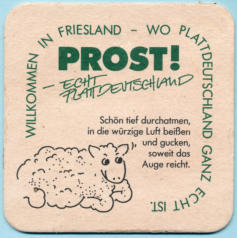 WILLKOMMEN IN FRIESLAND - WO PLATTDEUTSCHLAND GANZ ECHT IST.
PROST!
- ECHT
PLATTDEUTSCHLAND
Schön tief durchatmen,
in die würzige Luft beißen
und gucken,
soweit das
Auge reicht.